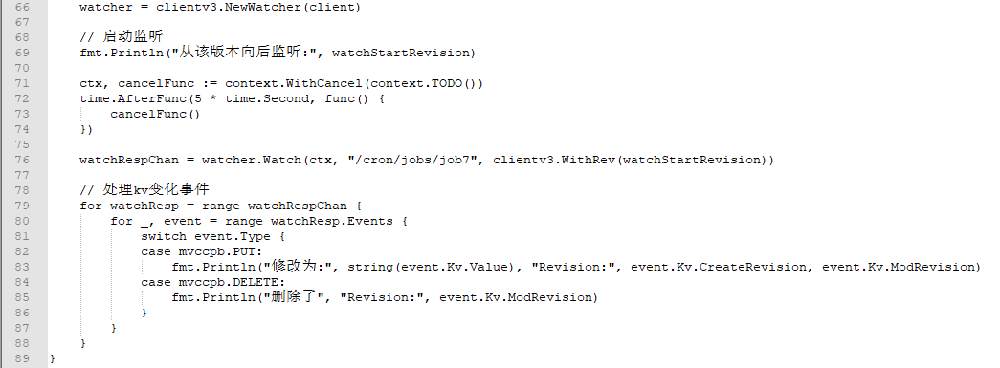 66 watcher = clientv3.NewWatcher(client)
67
68 // 启动监听
69 fmt.Println("从该版本向后监听:", watchStartRevision)
70
71 ctx, cancelFunc := context.WithCancel(context.TODO())
72 time.AfterFunc(5 * time.Second, func() {
73 cancelFunc()
74 })
75
76 watchRespChan = watcher.Watch(ctx, "/cron/jobs/job7", clientv3.WithRev(watchStartRevision))
77
78 // 处理kv变化事件
79 for watchResp = range watchRespChan {
80 for _, event = range watchResp.Events {
81 switch event.Type {
82 case mvccpb.PUT:
83 fmt.Println("修改为:", string(event.Kv.Value), "Revision:", event.Kv.CreateRevision, event.Kv.ModRevision)
84 case mvccpb.DELETE:
85 fmt.Println("删除了", "Revision:", event.Kv.ModRevision)
86 }
87 }
88 }
89 }